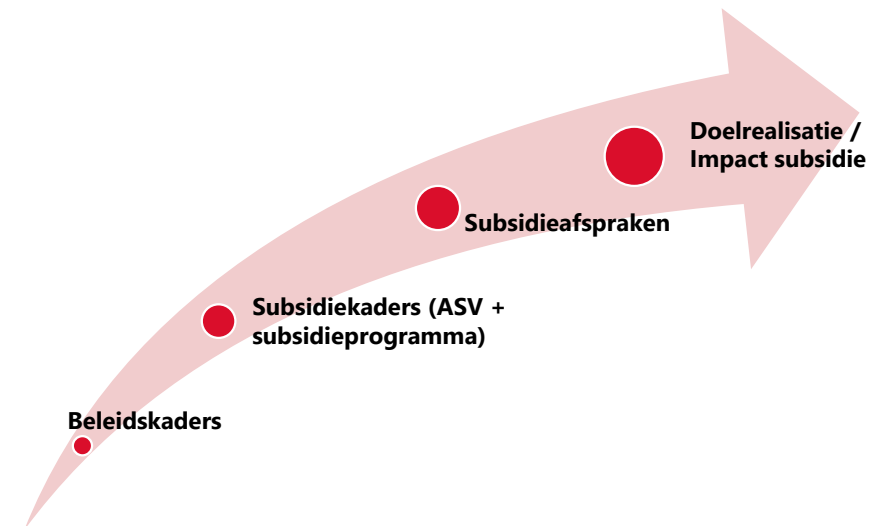 Doelrealisatie /
Impact subsidie
Subsidieafspraken
Subsidiekaders (ASV +
subsidieprogramma)
Beleidskaders